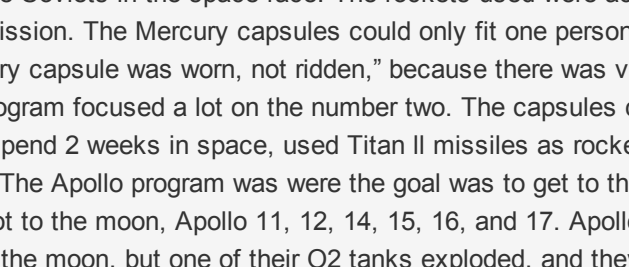 Soviets in the space race. The rockets used were
ission. The Mercury capsules could only fit one person
ry capsule was worn, not ridden,” because there was v
ogram focused a lot on the number two. The capsules
pend 2 weeks in space, used Titan II missiles as rocke
The Apollo program was were the goal was to get to th
ot to the moon, Apollo 11, 12, 14, 15, 16, and 17. Apoll
the moon, but one of their O2 tanks exploded, and they